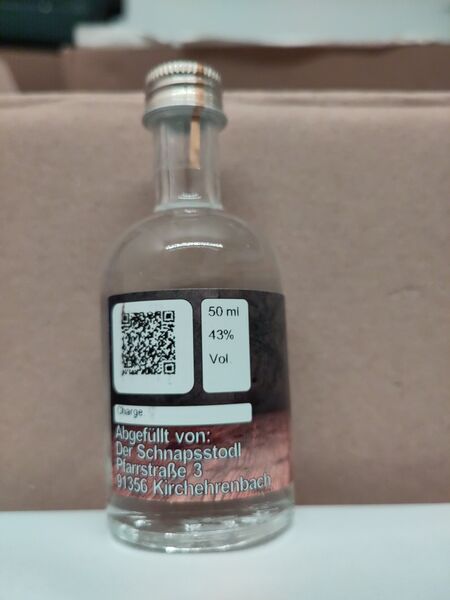 50 ml
43%
Vol
Charge
Abgefüllt von:
Der Schnapsstodl
Pfarrstraße 3
91356 Kirchehrenbach